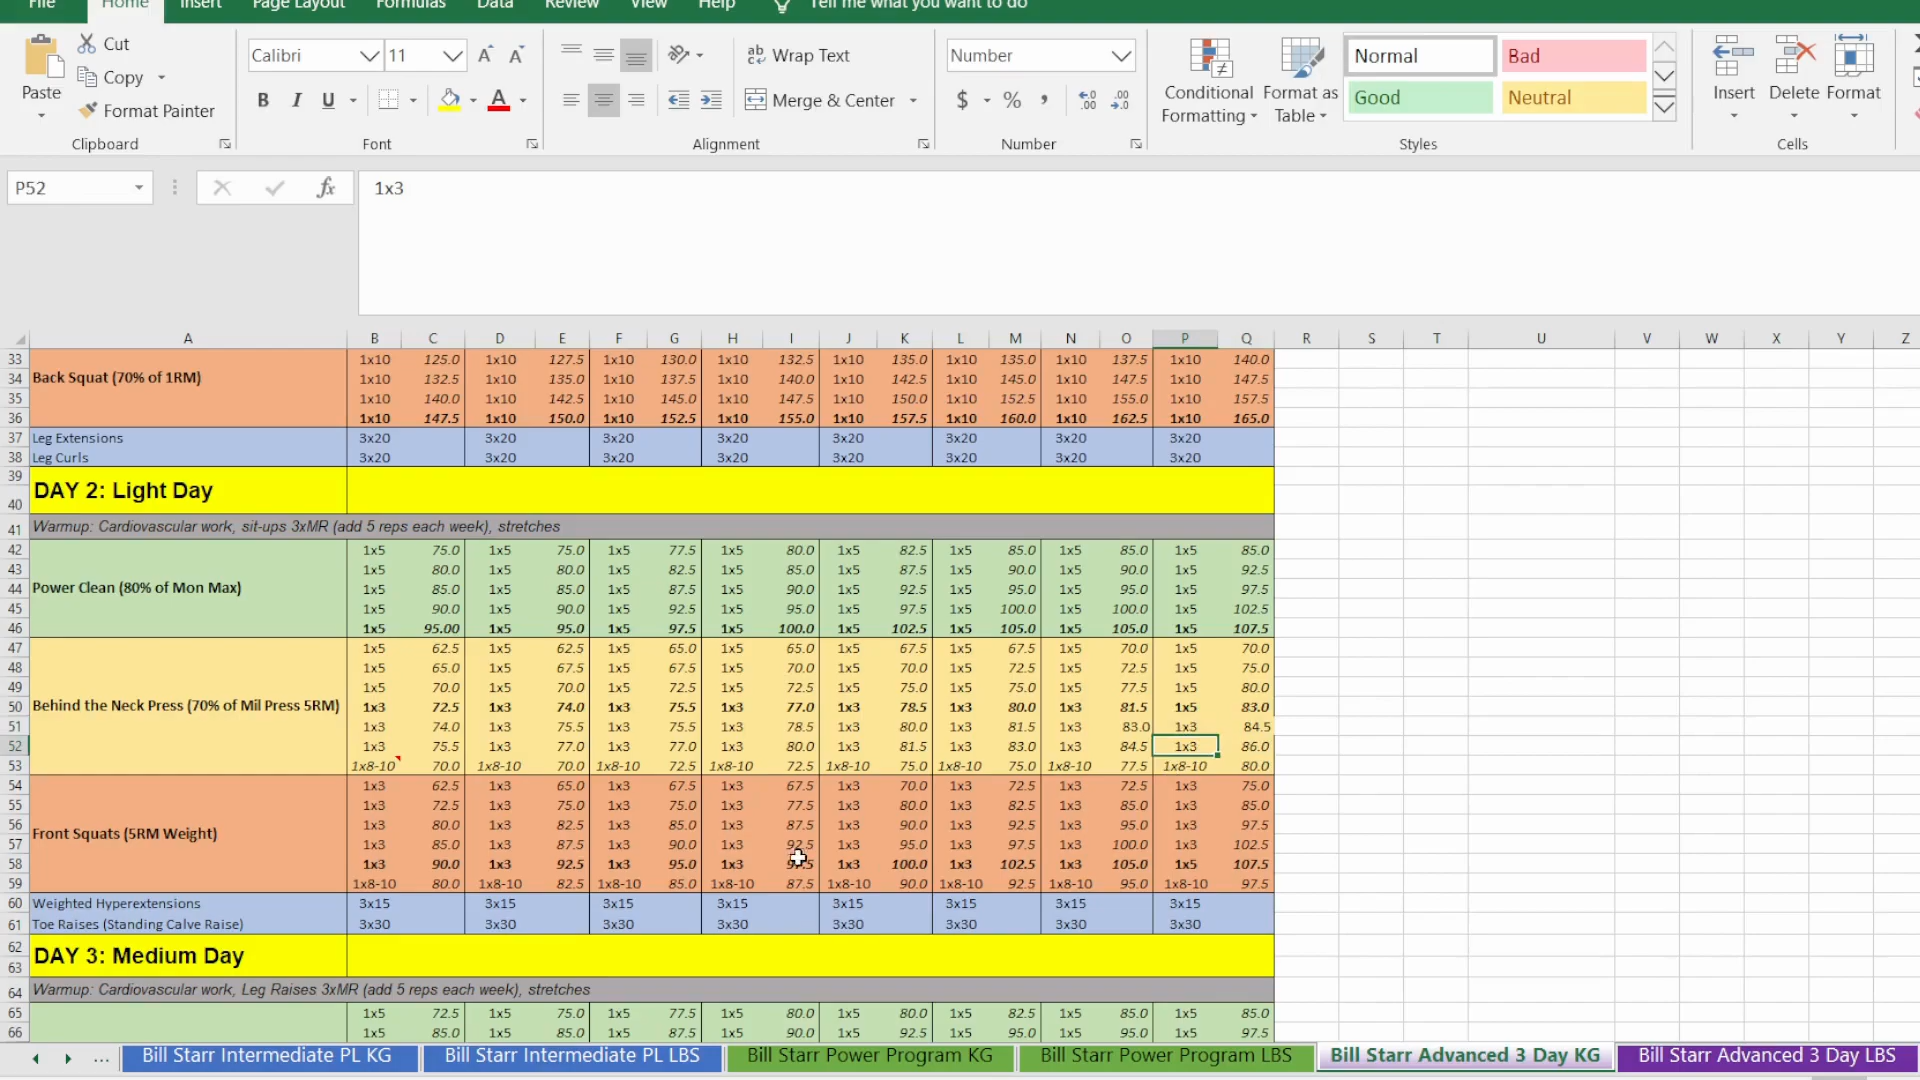 File Home Insert Page Layout Formulas Data Review View Help Tell me what you want to do
Paste Cut Copy Format Painter Clipboard
Calibri 11 B I U Font
Wrap Text Merge & Center Alignment
Number $ % Number
Conditional Formatting Format as Table Normal Bad Good Neutral Styles
Insert Delete Format Cells
P52 fx 1x3
A B C D E F G H I J K L M N O P Q R S T U V W X Y Z
33 1x10 125.0 1x10 127.5 1x10 130.0 1x10 132.5 1x10 135.0 1x10 135.0 1x10 137.5 1x10 140.0
34 Back Squat (70% of 1RM) 1x10 132.5 1x10 135.0 1x10 137.5 1x10 140.0 1x10 142.5 1x10 145.0 1x10 147.5 1x10 147.5
35 1x10 140.0 1x10 142.5 1x10 145.0 1x10 147.5 1x10 150.0 1x10 152.5 1x10 155.0 1x10 157.5
36 1x10 147.5 1x10 150.0 1x10 152.5 1x10 155.0 1x10 157.5 1x10 160.0 1x10 162.5 1x10 165.0
37 Leg Extensions 3x20 3x20 3x20 3x20 3x20 3x20 3x20 3x20
38 Leg Curls 3x20 3x20 3x20 3x20 3x20 3x20 3x20 3x20
39
40 DAY 2: Light Day
41 Warmup: Cardiovascular work, sit-ups 3xMR (add 5 reps each week), stretches
42 1x5 75.0 1x5 75.0 1x5 77.5 1x5 80.0 1x5 82.5 1x5 85.0 1x5 85.0 1x5 85.0
43 1x5 80.0 1x5 80.0 1x5 82.5 1x5 85.0 1x5 87.5 1x5 90.0 1x5 90.0 1x5 92.5
44 Power Clean (80% of Mon Max) 1x5 85.0 1x5 85.0 1x5 87.5 1x5 90.0 1x5 92.5 1x5 95.0 1x5 95.0 1x5 97.5
45 1x5 90.0 1x5 90.0 1x5 92.5 1x5 95.0 1x5 97.5 1x5 100.0 1x5 100.0 1x5 102.5
46 1x5 95.00 1x5 95.0 1x5 97.5 1x5 100.0 1x5 102.5 1x5 105.0 1x5 105.0 1x5 107.5
47 1x5 62.5 1x5 62.5 1x5 65.0 1x5 65.0 1x5 67.5 1x5 67.5 1x5 70.0 1x5 70.0
48 1x5 65.0 1x5 67.5 1x5 67.5 1x5 70.0 1x5 70.0 1x5 72.5 1x5 72.5 1x5 75.0
49 1x5 70.0 1x5 70.0 1x5 72.5 1x5 72.5 1x5 75.0 1x5 75.0 1x5 77.5 1x5 80.0
50 Behind the Neck Press (70% of Mil Press 5RM) 1x3 72.5 1x3 74.0 1x3 75.5 1x3 77.0 1x3 78.5 1x3 80.0 1x3 81.5 1x5 83.0
51 1x3 74.0 1x3 75.5 1x3 77.0 1x3 78.5 1x3 80.0 1x3 81.5 1x3 83.0 1x3 84.5
52 1x3 75.5 1x3 77.0 1x3 77.0 1x3 80.0 1x3 81.5 1x3 83.0 1x3 84.5 1x3 86.0
53 1x8-10 70.0 1x8-10 70.0 1x8-10 72.5 1x8-10 72.5 1x8-10 75.0 1x8-10 75.0 1x8-10 77.5 1x8-10 80.0
54 1x3 62.5 1x3 65.0 1x3 67.5 1x3 67.5 1x3 70.0 1x3 72.5 1x3 72.5 1x3 75.0
55 1x3 72.5 1x3 75.0 1x3 75.0 1x3 77.5 1x3 80.0 1x3 82.5 1x3 85.0 1x3 85.0
56 Front Squats (5RM Weight) 1x3 80.0 1x3 82.5 1x3 85.0 1x3 87.5 1x3 90.0 1x3 92.5 1x3 95.0 1x3 97.5
57 1x3 85.0 1x3 87.5 1x3 90.0 1x3 92.5 1x3 95.0 1x3 97.5 1x3 100.0 1x3 102.5
58 1x3 90.0 1x3 92.5 1x3 95.0 1x3 1x3 100.0 1x3 102.5 1x3 105.0 1x5 107.5
59 1x8-10 80.0 1x8-10 82.5 1x8-10 85.0 1x8-10 87.5 1x8-10 90.0 1x8-10 92.5 1x8-10 95.0 1x8-10 97.5
60 Weighted Hyperextensions 3x15 3x15 3x15 3x15 3x15 3x15 3x15 3x15
61 Toe Raises (Standing Calve Raise) 3x30 3x30 3x30 3x30 3x30 3x30 3x30 3x30
62
63 DAY 3: Medium Day
64 Warmup: Cardiovascular work, Leg Raises 3xMR (add 5 reps each week), stretches
65 1x5 72.5 1x5 75.0 1x5 77.5 1x5 80.0 1x5 80.0 1x5 82.5 1x5 85.0 1x5 85.0
66 1x5 85.0 1x5 85.0 1x5 87.5 1x5 90.0 1x5 92.5 1x5 95.0 1x5 95.0 1x5 97.5
... Bill Starr Intermediate PL KG Bill Starr Intermediate PL LBS Bill Starr Power Program KG Bill Starr Power Program LBS Bill Starr Advanced 3 Day KG Bill Starr Advanced 3 Day LBS